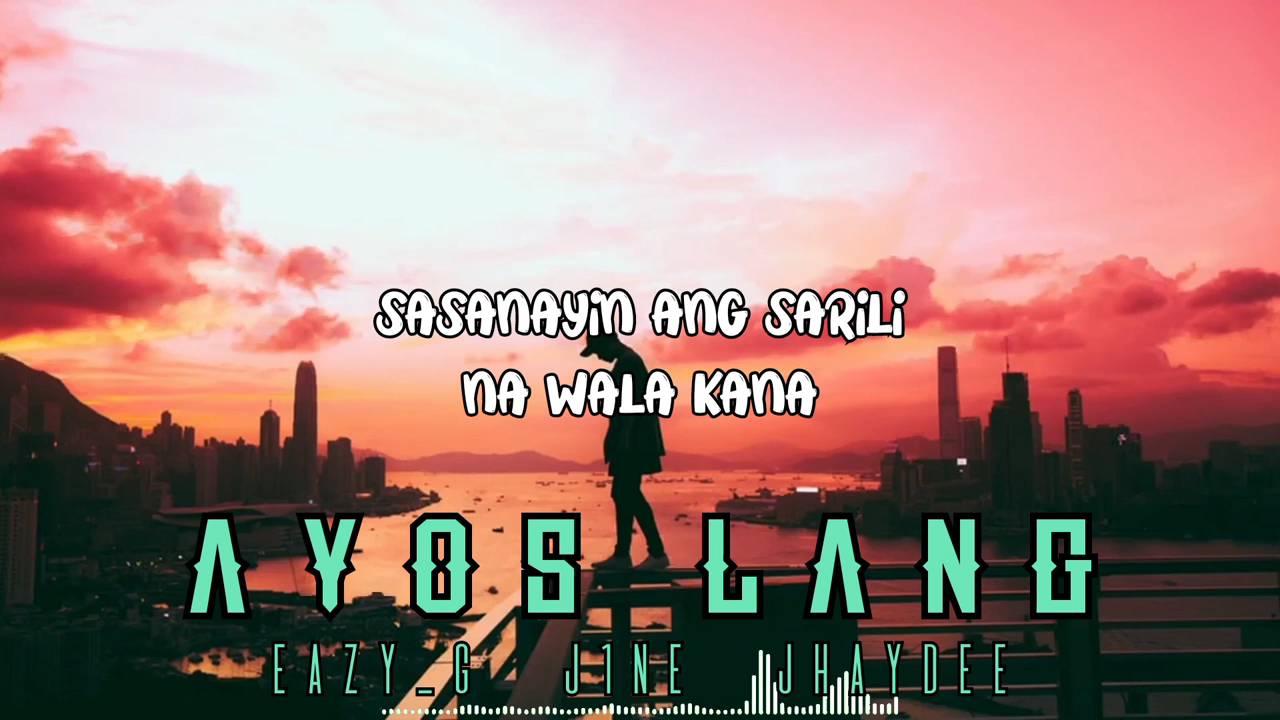 SASANAYiN ANG SARiLi
NA WALA KANA
AYOS LANG
EAZY_G J1NE JHAYDEE